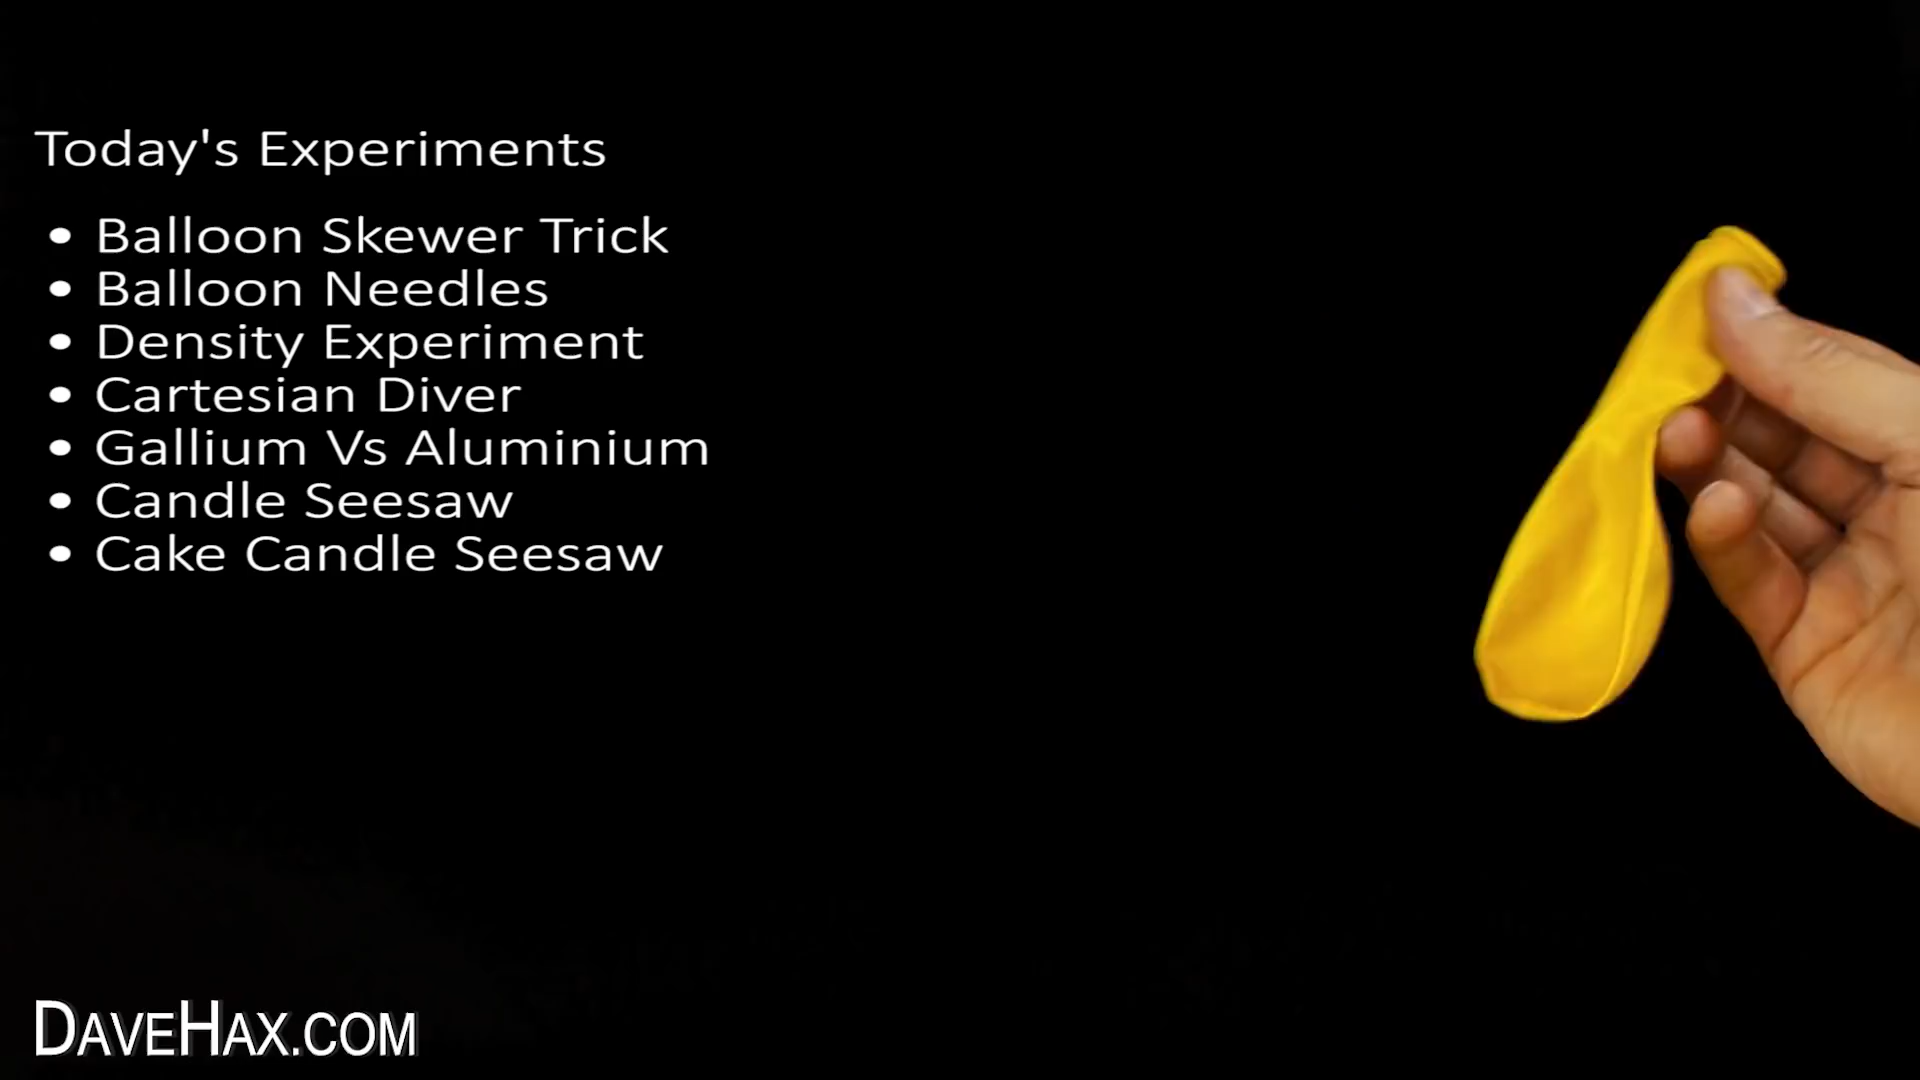 Today's Experiments
• Balloon Skewer Trick
• Balloon Needles
• Density Experiment
• Cartesian Diver
• Gallium Vs Aluminium
• Candle Seesaw
• Cake Candle Seesaw
DAVEHAX.COM